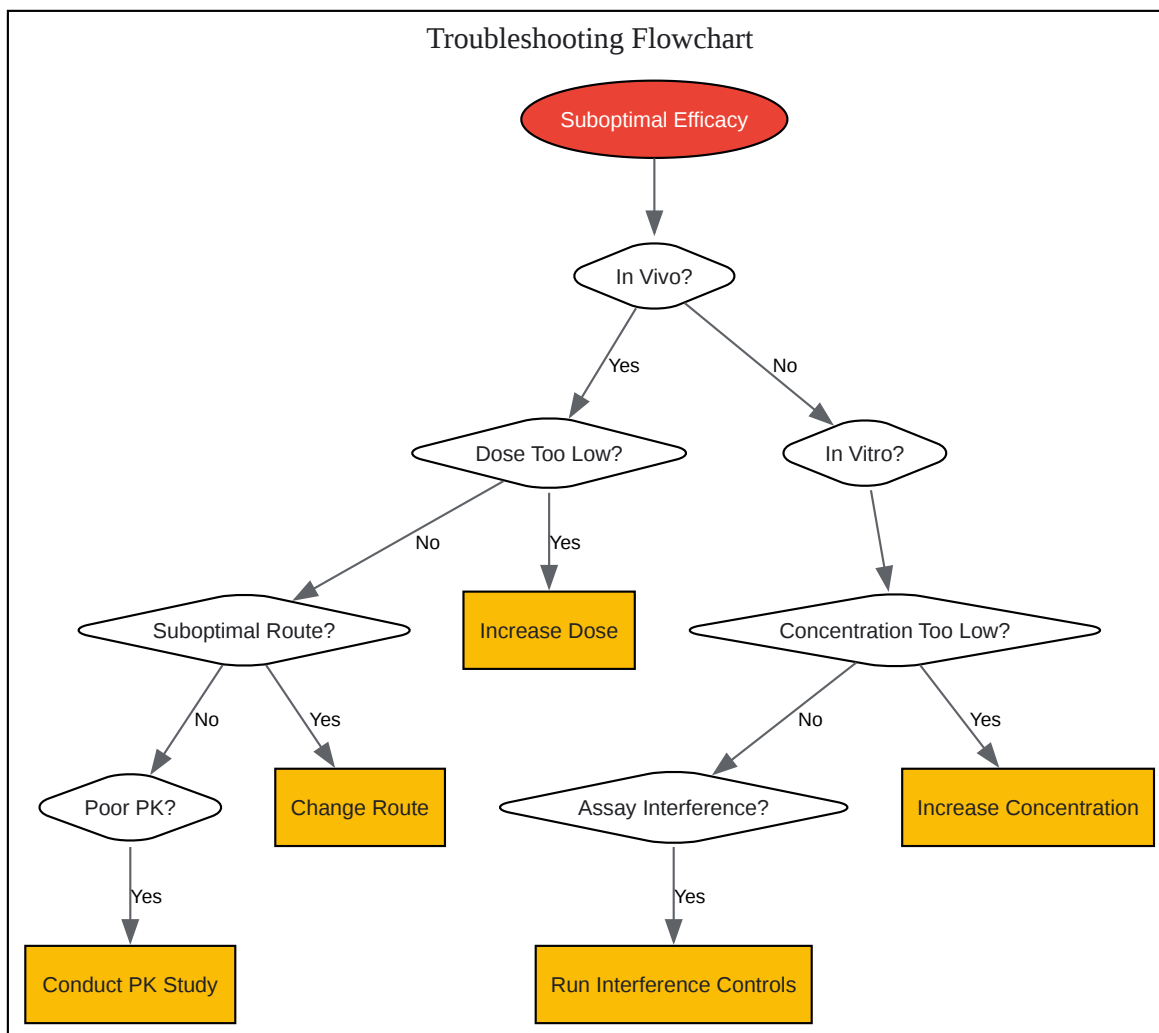 Troubleshooting Flowchart
Suboptimal Efficacy
In Vivo?
Yes
No
Dose Too Low?
In Vitro?
No
Yes
Suboptimal Route?
Increase Dose
Concentration Too Low?
No
Yes
No
Yes
Poor PK?
Change Route
Assay Interference?
Increase Concentration
Yes
Yes
Conduct PK Study
Run Interference Controls